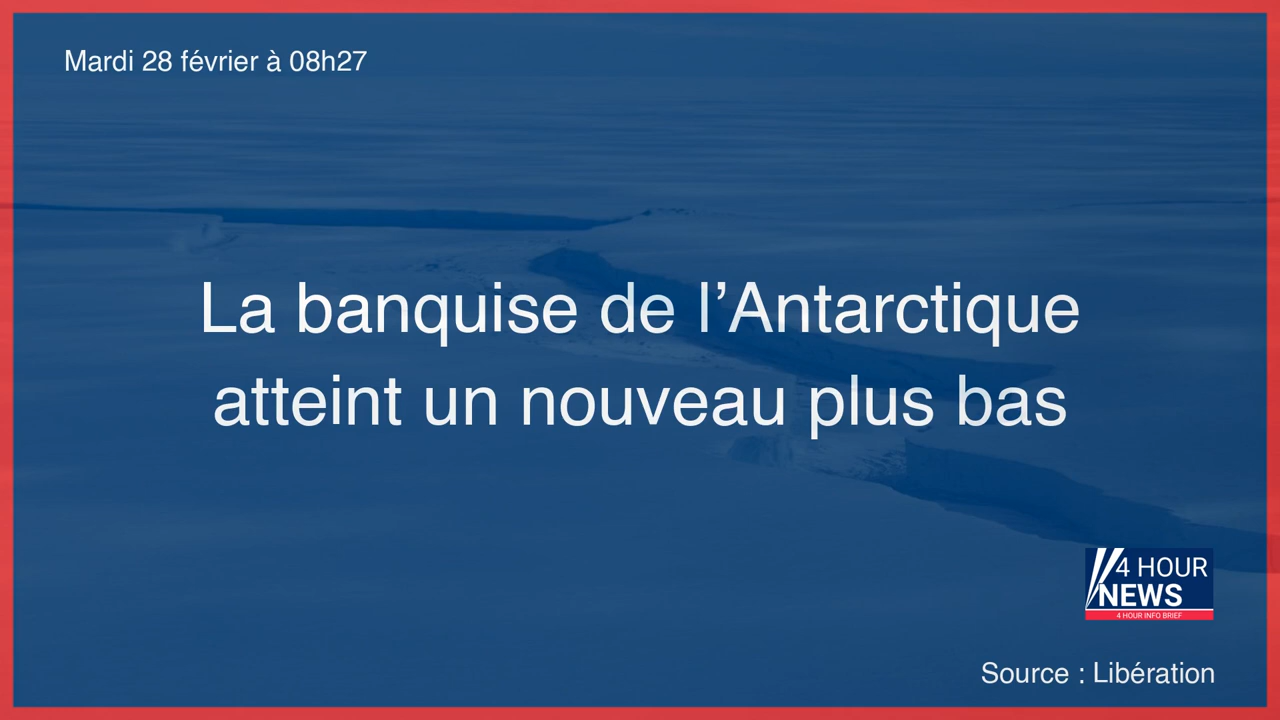 Mardi 28 février à 08h27
La banquise de l’Antarctique
atteint un nouveau plus bas
4 HOUR
NEWS
4 HOUR INFO BRIEF
Source : Libération